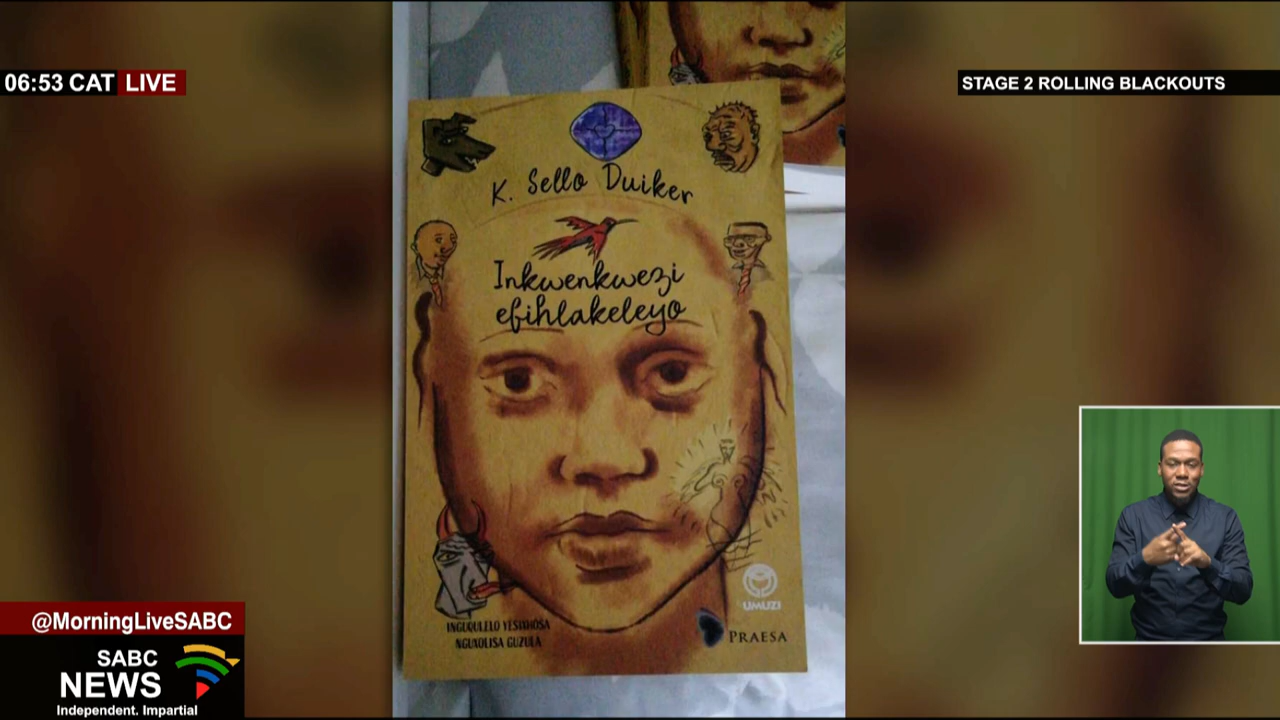 06:53 CAT LIVE
STAGE 2 ROLLING BLACKOUTS
K. Sello Duiker
Inkwenkwezi
efihlakeleyo
INGUQULELO YESIXHOSA
NGUXOLISA GUZULA
UMUZI
PRAESA
@MorningLiveSABC
SABC
NEWS
Independent. Impartial